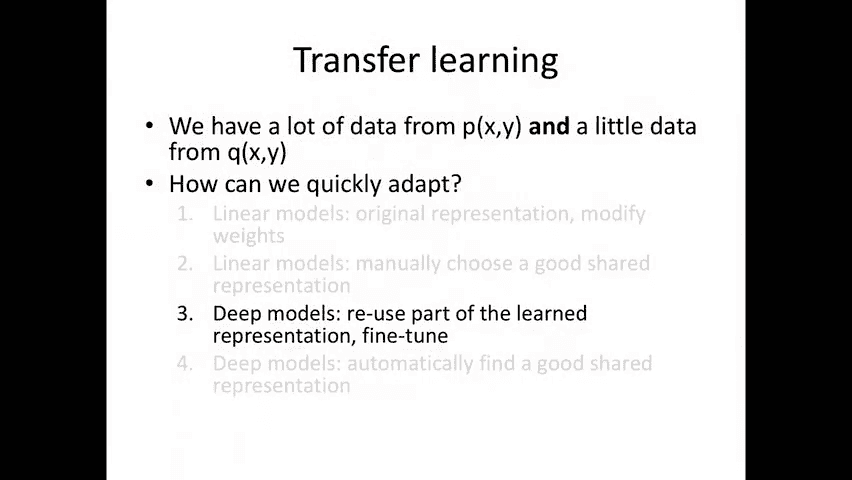 Transfer learning
• We have a lot of data from p(x,y) and a little data
from q(x,y)
• How can we quickly adapt?
1. Linear models: original representation, modify
weights
2. Linear models: manually choose a good shared
representation
3. Deep models: re-use part of the learned
representation, fine-tune
4. Deep models: automatically find a good shared
representation